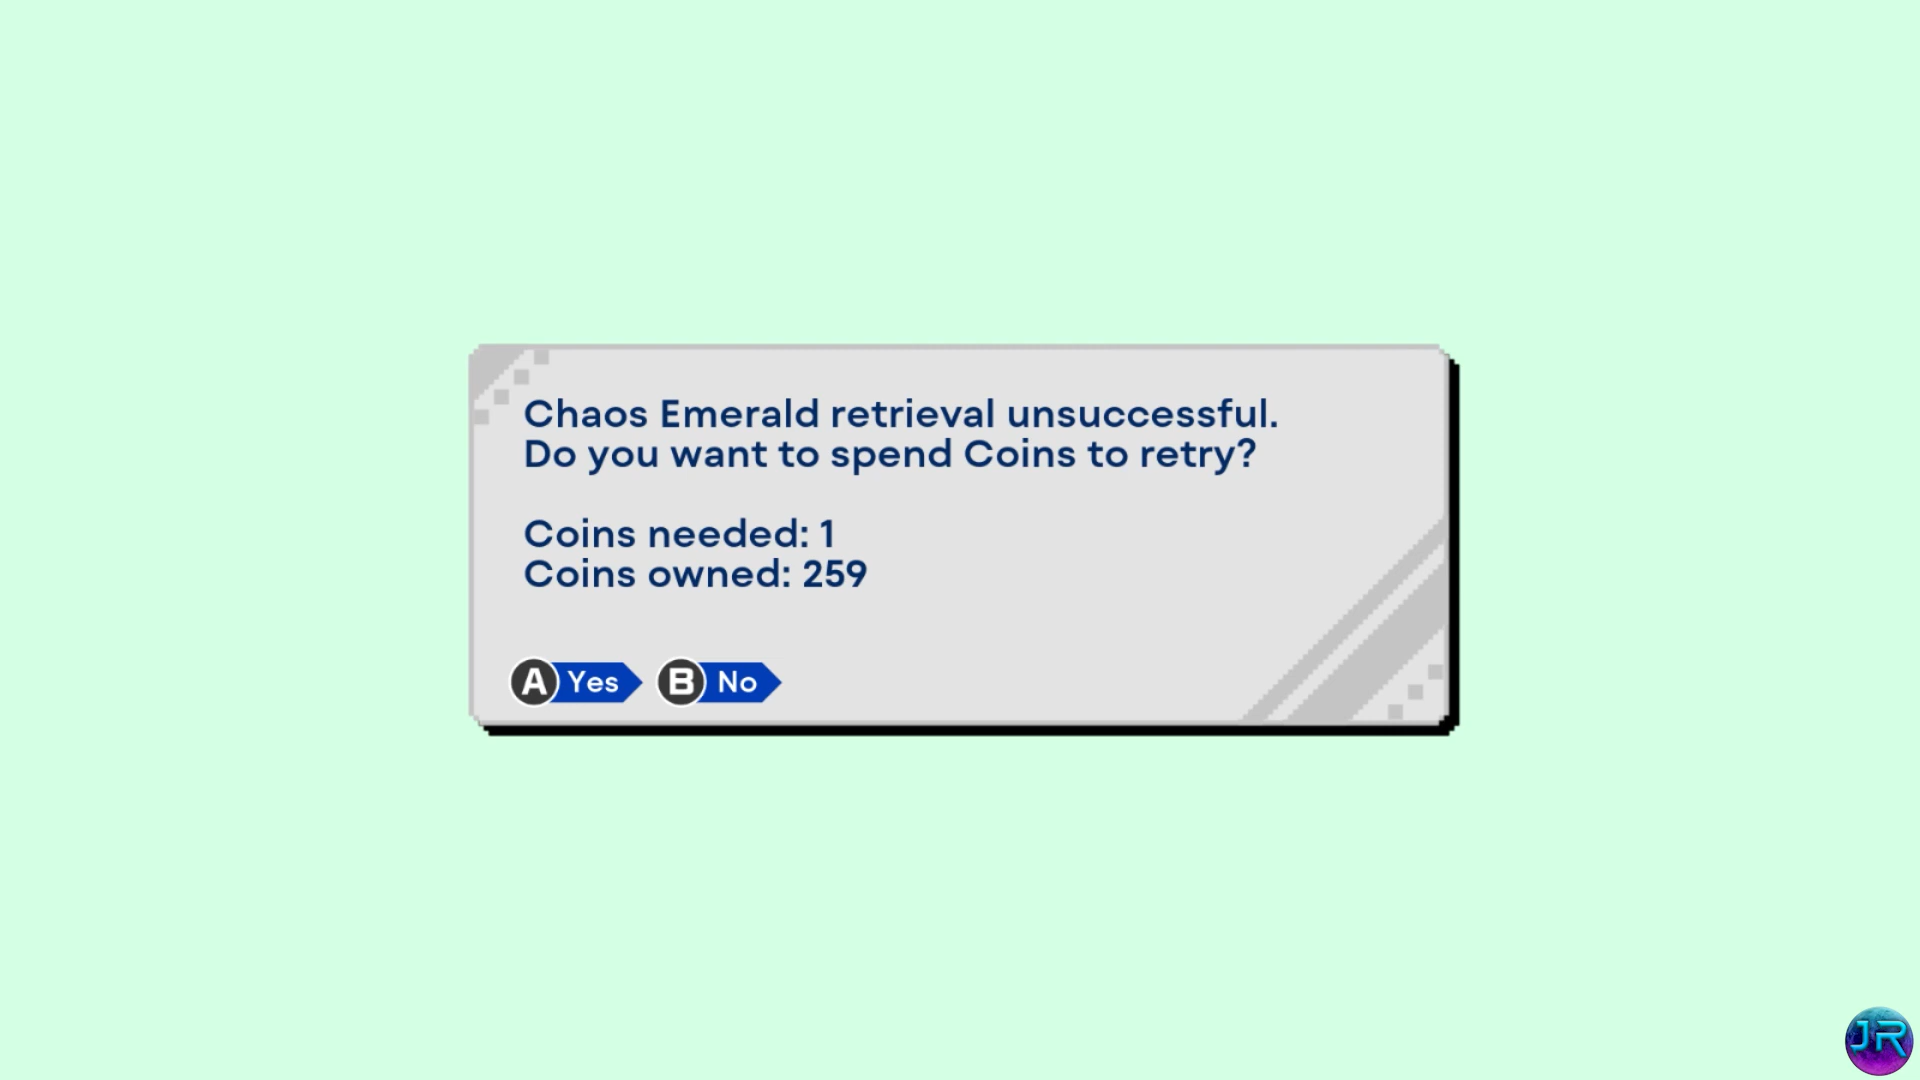 Chaos Emerald retrieval unsuccessful.
Do you want to spend Coins to retry?
Coins needed: 1
Coins owned: 259
A Yes B No
JR